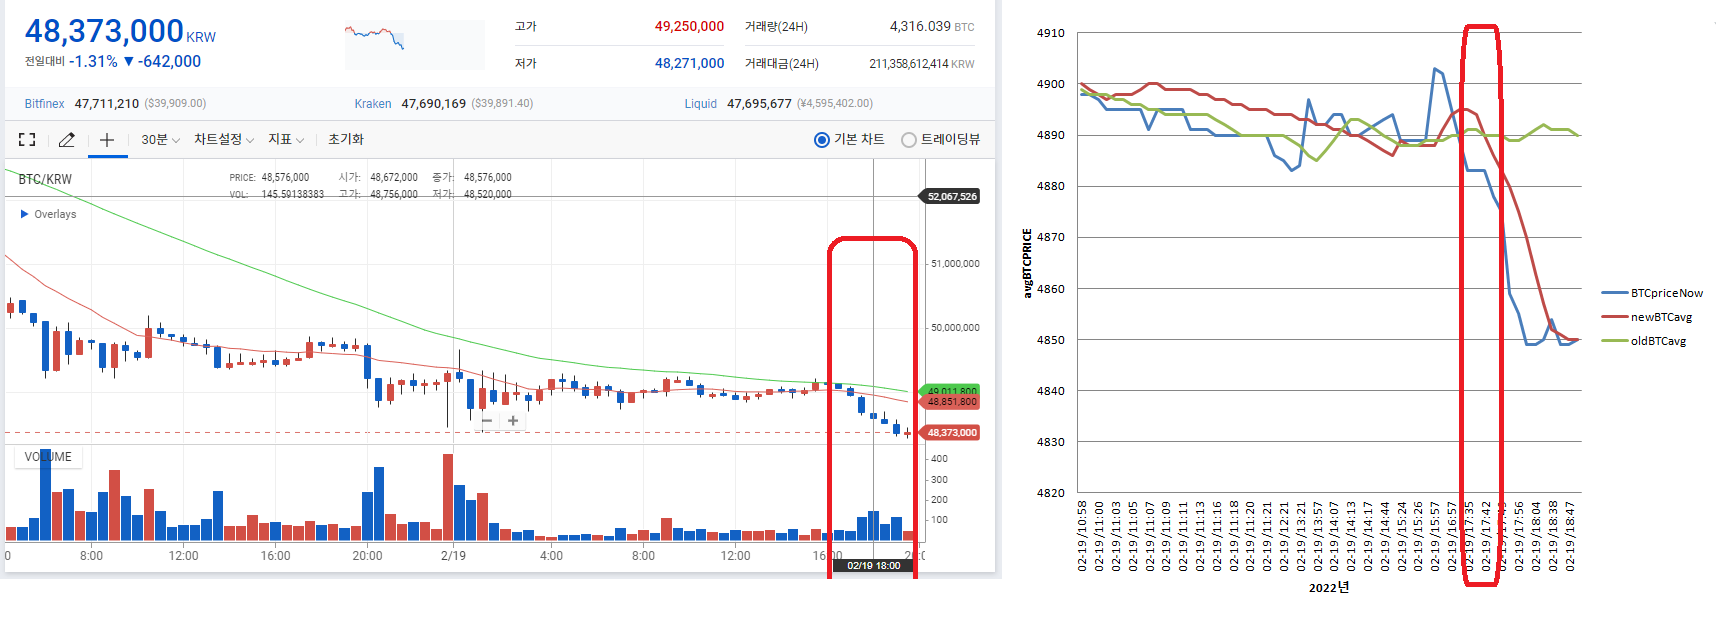 48,373,000 KRW
전일대비 -1.31% ▼ -642,000
고가 49,250,000
거래량(24H) 4,316.039 BTC
저가 48,271,000
거래대금(24H) 211,358,612,414 KRW
Bitfinex 47,711,210 ($39,909.00)
Kraken 47,690,169 ($39,891.40)
Liquid 47,695,677 (¥4,595,402.00)
30분 차트설정 지표 초기화
기본 차트 트레이딩뷰
BTC/KRW
PRICE: 48,576,000 시가: 48,672,000 종가: 48,576,000
VOL: 145.59138383 고가: 48,756,000 저가: 48,520,000
Overlays
52,067,526
51,000,000
50,000,000
49,011,800
48,851,800
48,373,000
VOLUME
400
300
200
100
0 8:00 12:00 16:00 20:00 2/19 4:00 8:00 12:00 16:00
02/19 18:00
4910
4900
4890
4880
4870
4860
4850
4840
4830
4820
avgBTCPRICE
BTCpriceNow
newBTCavg
oldBTCavg
02-19 /10:58
02-19 /11:00
02-19 /11:03
02-19 /11:05
02-19 /11:07
02-19 /11:09
02-19 /11:11
02-19 /11:13
02-19 /11:16
02-19 /11:18
02-19 /11:20
02-19 /11:21
02-19 /12:21
02-19 /13:21
02-19 /13:57
02-19 /14:07
02-19 /14:13
02-19 /14:17
02-19 /14:44
02-19 /15:24
02-19 /15:26
02-19 /15:57
02-19 /16:57
02-19 /17:35
02-19 /17:42
02-19 /17:56
02-19 /18:04
02-19 /18:38
02-19 /18:47
2022년